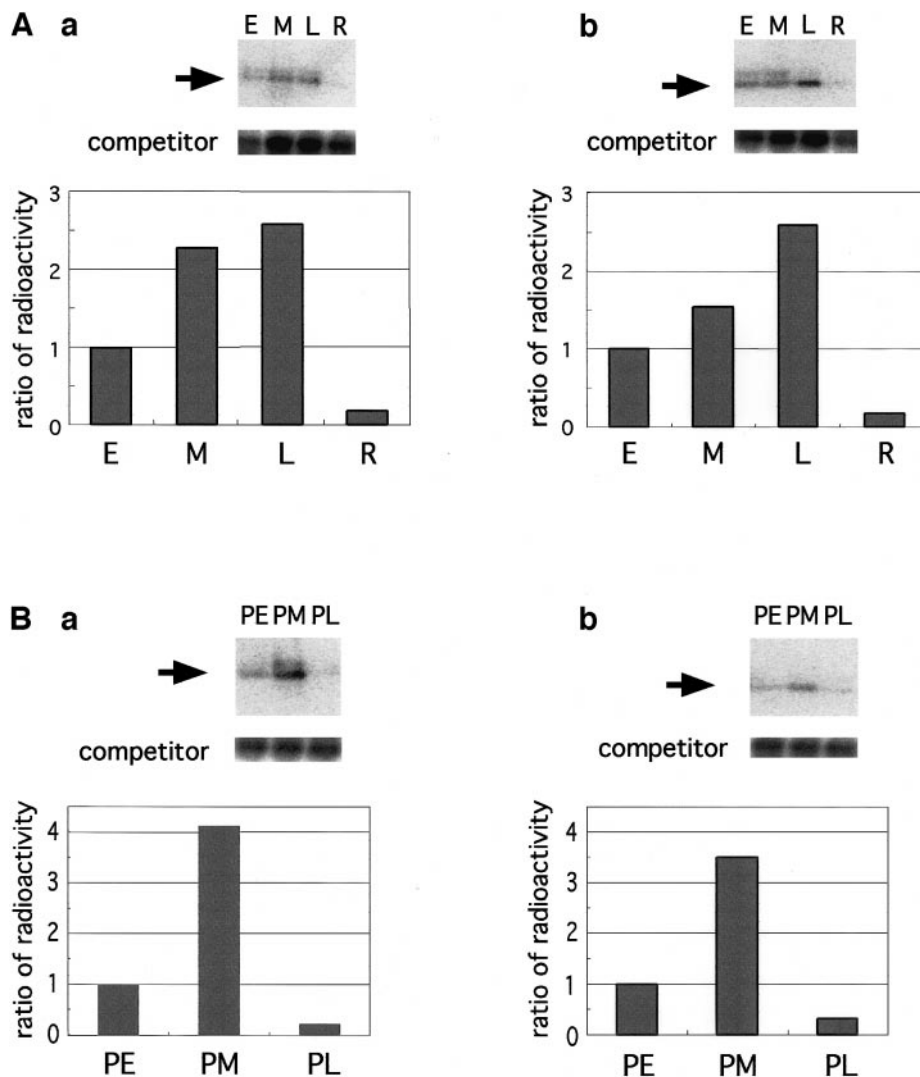 A a
E M L R
competitor
ratio of radioactivity
3
2
1
0
E M L R
b
E M L R
competitor
ratio of radioactivity
3
2
1
0
E M L R
B a
PE PM PL
competitor
ratio of radioactivity
4
3
2
1
0
PE PM PL
b
PE PM PL
competitor
ratio of radioactivity
4
3
2
1
0
PE PM PL